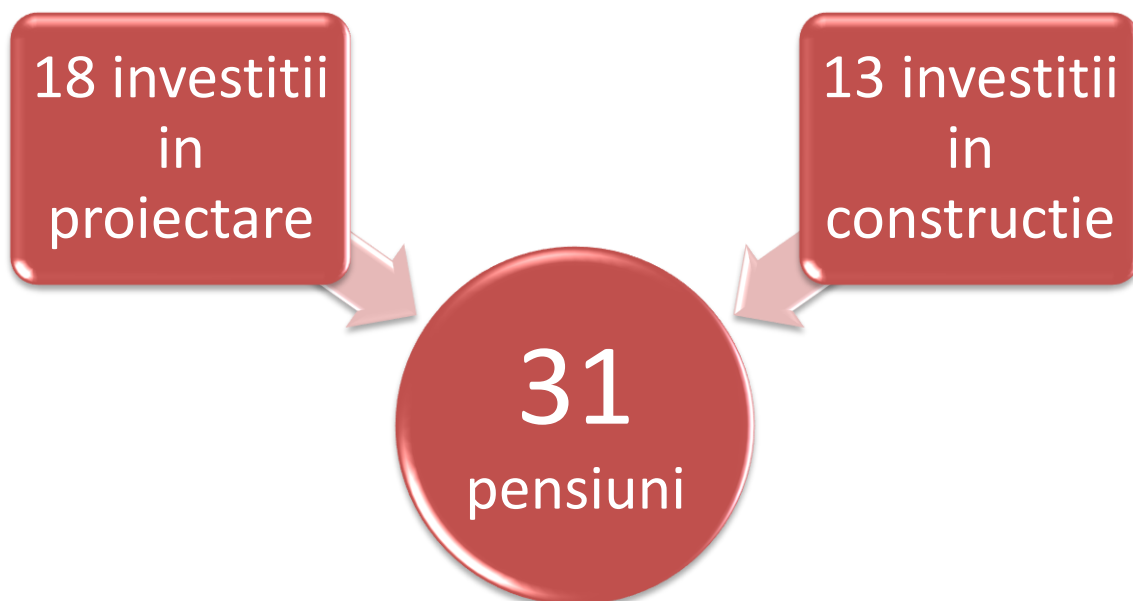 18 investitii
in
proiectare
13 investitii
in
constructie
31
pensiuni